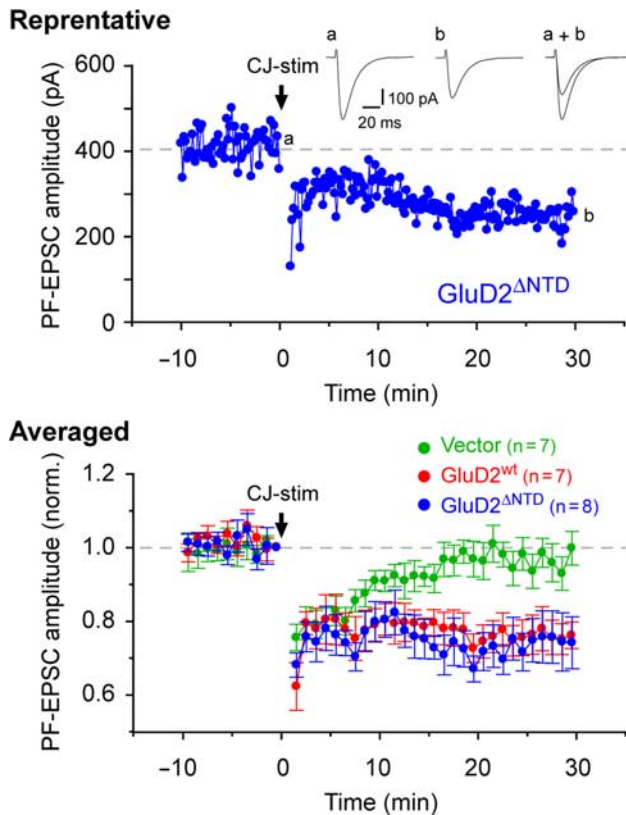 Reprentative
a
b
a + b
CJ-stim
100 pA
20 ms
PF-EPSC amplitude (pA)
600
400
200
0
a
b
GluD2ΔNTD
−10
0
10
20
30
Time (min)
Averaged
Vector (n=7)
GluD2wt (n=7)
GluD2ΔNTD (n=8)
CJ-stim
PF-EPSC amplitude (norm.)
1.2
1.0
0.8
0.6
−10
0
10
20
30
Time (min)